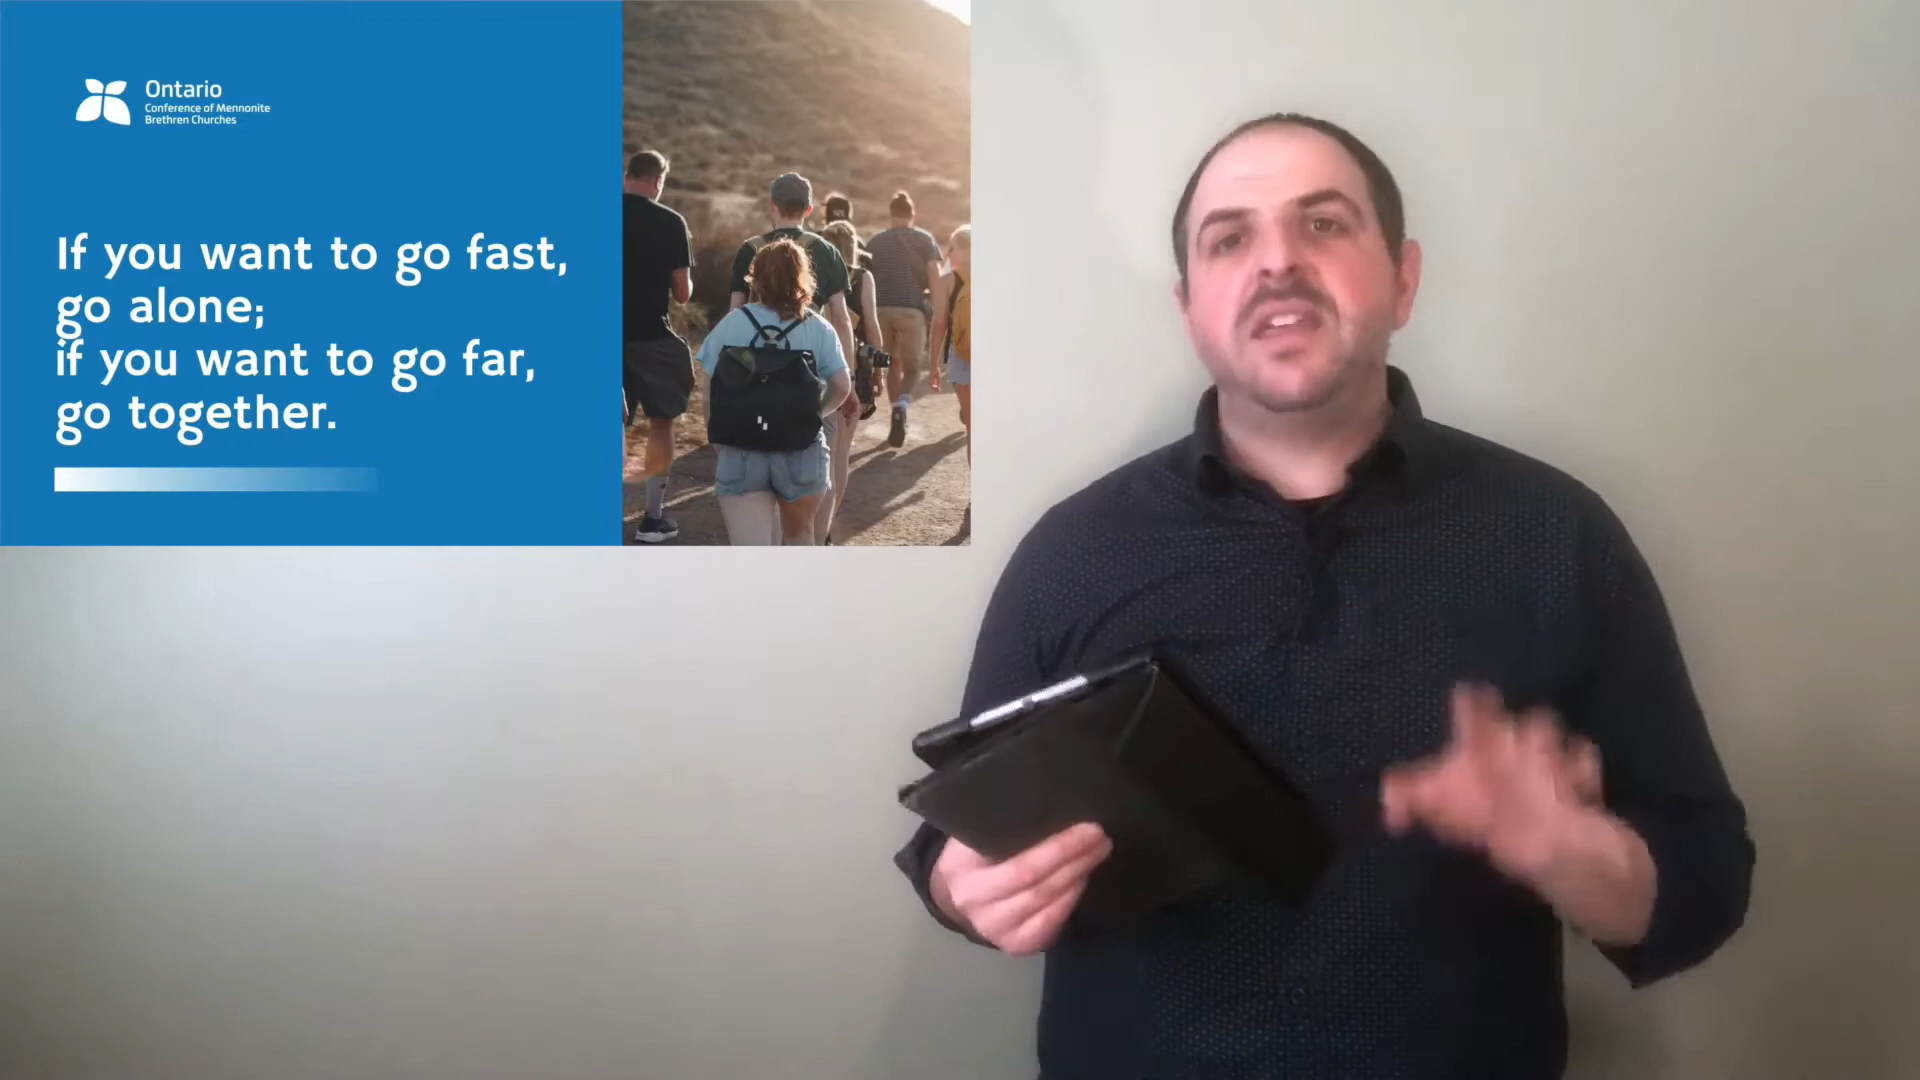 Ontario
Conference of Mennonite
Brethren Churches
If you want to go fast,
go alone;
if you want to go far,
go together.